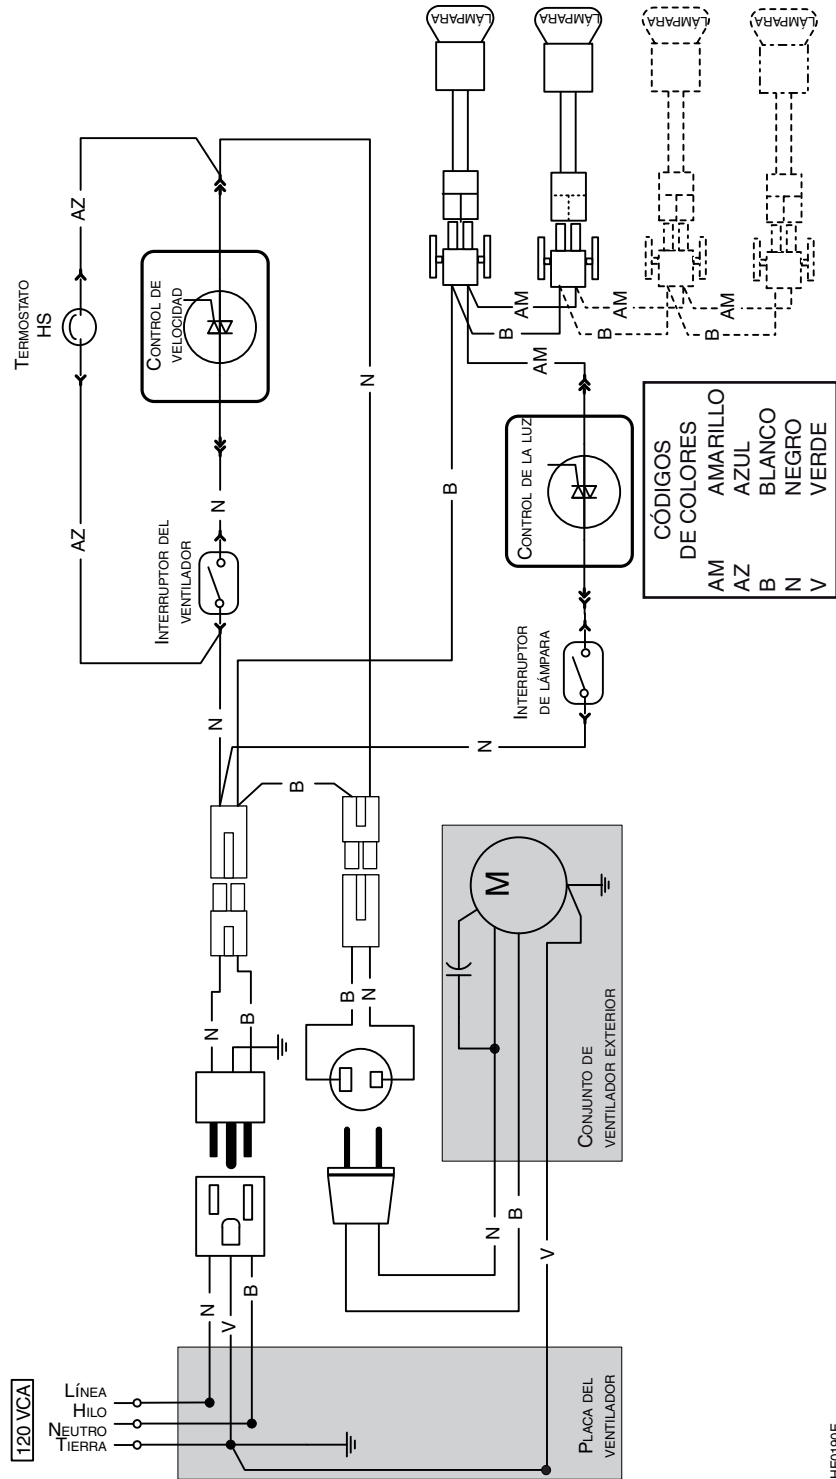 120 VCA
LÍNEA
HILO
NEUTRO
TIERRA
PLACA DEL
VENTILADOR
N
V
B
N
B
B
N
N
B
V
CONJUNTO DE
VENTILADOR EXTERIOR
M
B
N
N
INTERRUPTOR DEL
VENTILADOR
N
AZ
TERMOSTATO
HS
AZ
CONTROL DE
VELOCIDAD
N
B
INTERRUPTOR
DE LÁMPARA
CONTROL DE LA LUZ
AM
B
AM
B
AM
B
AM
LÁMPARA
LÁMPARA
LÁMPARA
LÁMPARA
CÓDIGOS
DE COLORES
AM AMARILLO
AZ AZUL
B BLANCO
N NEGRO
V VERDE